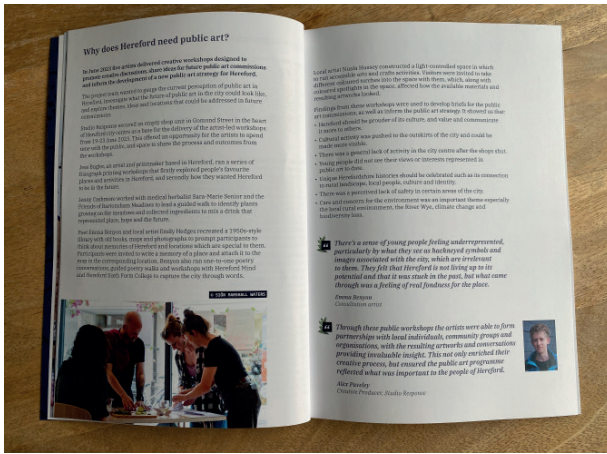 Why does Hereford need public art?
In June 2023 five artists delivered creative workshops designed to
promote creative discussions, share ideas for future public art commissions
and inform the development of a new public art strategy for Hereford.
The project team wanted to gauge the current perception of public art in
Hereford, investigate what the future of public art in the city could look like,
and explore themes, ideas and locations that could be addressed in future
commissions.
Studio Response secured an empty shop unit in Gomond Street in the heart
of Hereford city centre as a base for the delivery of the artist-led workshops
from 19-23 June 2023. This offered an opportunity for the artists to spend
time with the public and space to show the process and outcomes from
the workshops.
an artist and printmaker based in Hereford, ran a series of
printing workshops that firstly explored people's favourite
places and activities in Hereford, and secondly how they wanted Hereford
to be in the future.
Jenny Cashmore worked with medical herbalist Sara-Marie Senior and the
Friends of Bartonham Meadows to lead a guided walk to identify plants
growing on the meadows and collected ingredients to mix a drink that
represented place, hope and the future.
Poet Emma Benyon and local artist Emily Hedges recreated a 1950s-style
library with old books, maps and photographs to prompt participants to
think about memories of Hereford and locations which are special to them.
Participants were invited to write a memory of a place and attach it to the
map in the corresponding location. Benyon also ran one-to-one poetry
conversations, guided poetry walks and workshops with Hereford Mind
and Hereford Sixth Form College to capture the city through words.
Local artist Nunia Hussey constructed a light-controlled space in which
to run accessible arts and crafts activities. Visitors were invited to take
different coloured torches into the space with them, which, along with
coloured spotlights in the space, affected how the available materials and
resulting artworks looked.
Findings from these workshops were used to develop briefs for the public
art commissions, as well as inform the public art strategy. It showed us that:
• Hereford should be prouder of its culture, and value and communicate
it more to others.
• Cultural activity was pushed to the outskirts of the city and could be
made more visible.
• There was a general lack of activity in the city centre after the shops shut.
• Young people did not see their views or interests represented in
public art to date.
• Unique Herefordshire histories should be celebrated such as its connection
to rural landscape, local people, culture and identity.
• There was a perceived lack of safety in certain areas of the city.
• Care and concern for the environment was an important theme especially
the local rural environment, the River Wye, climate change and
biodiversity loss.
There's a sense of young people feeling underrepresented,
particularly by what they see as hackneyed symbols and
images associated with the city, which are irrelevant
to them. They felt that Hereford is not living up to its
potential and that it was stuck in the past, but what came
through was a feeling of real fondness for the place.
Emma Benyon
Consultation artist
Through these public workshops the artists were able to form
partnerships with local individuals, community groups and
organisations, with the resulting artworks and conversations
providing invaluable insight. This not only enriched their
creative process, but ensured the public art programme
reflected what was important to the people of Hereford.
Alex Paveley
Creative Producer, Studio Response
© SIÔN MARSHALL WATERS